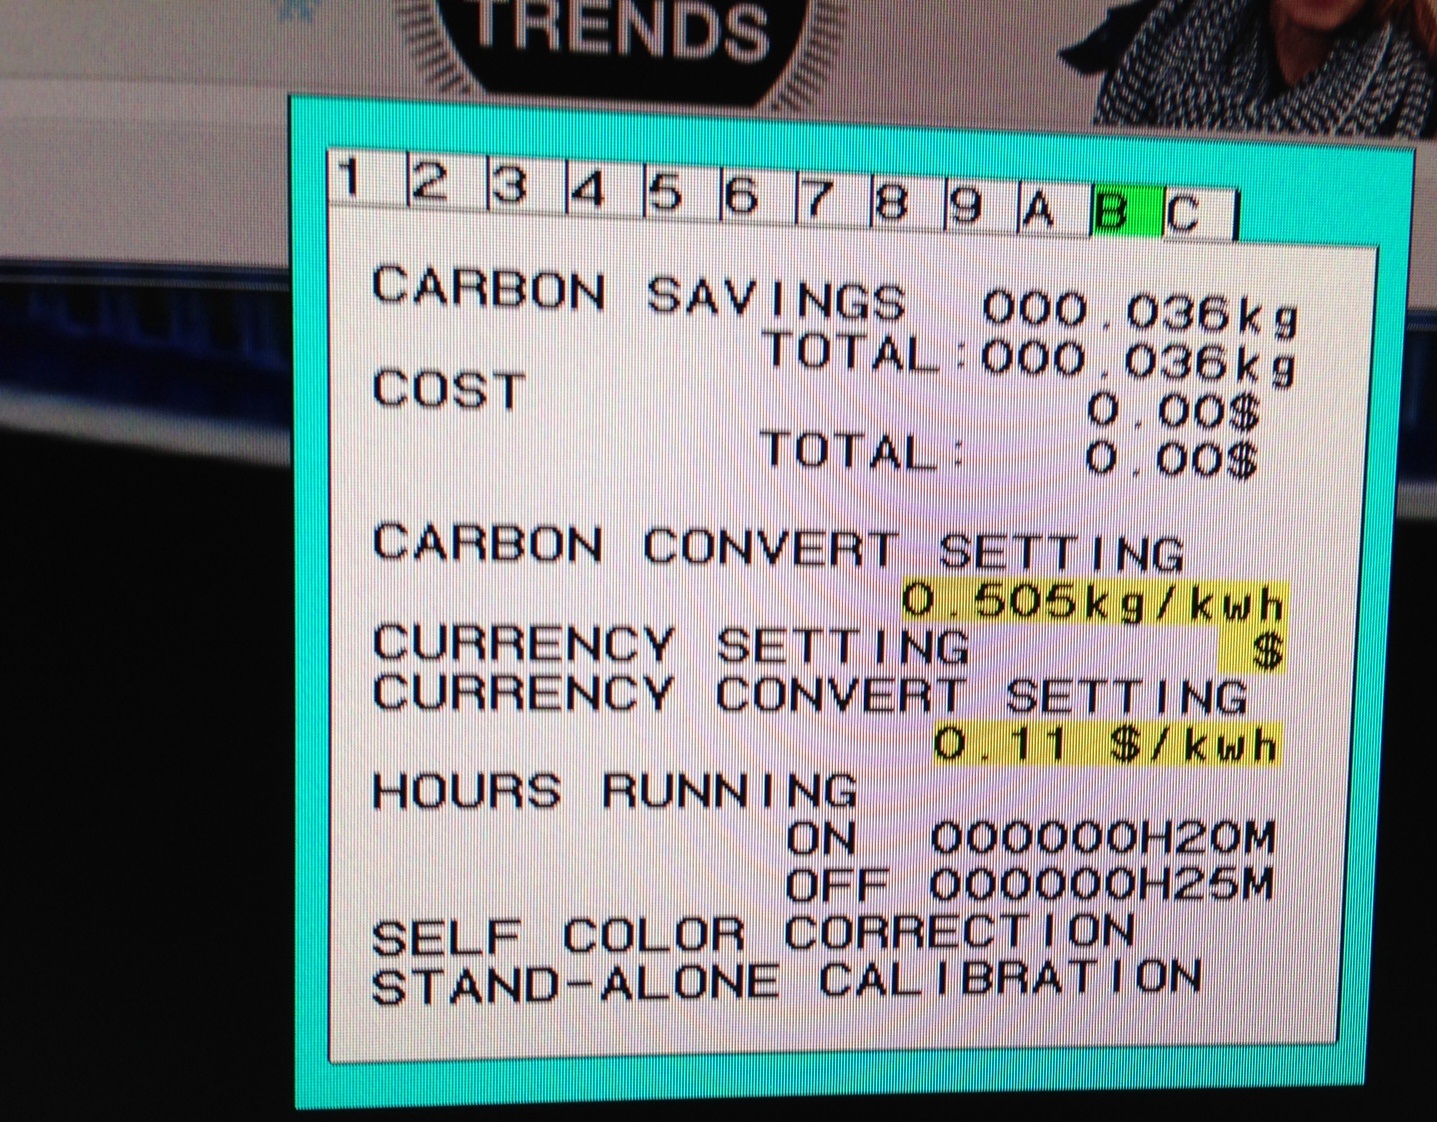 TRENDS
1 2 3 4 5 6 7 8 9 A B C
CARBON SAVINGS 000.036kg
TOTAL:000.036kg
COST 0.00$
TOTAL: 0.00$
CARBON CONVERT SETTING
0.505kg/kwh
CURRENCY SETTING $
CURRENCY CONVERT SETTING
0.11 $/kwh
HOURS RUNNING
ON 000000H20M
OFF 000000H25M
SELF COLOR CORRECTION
STAND-ALONE CALIBRATION